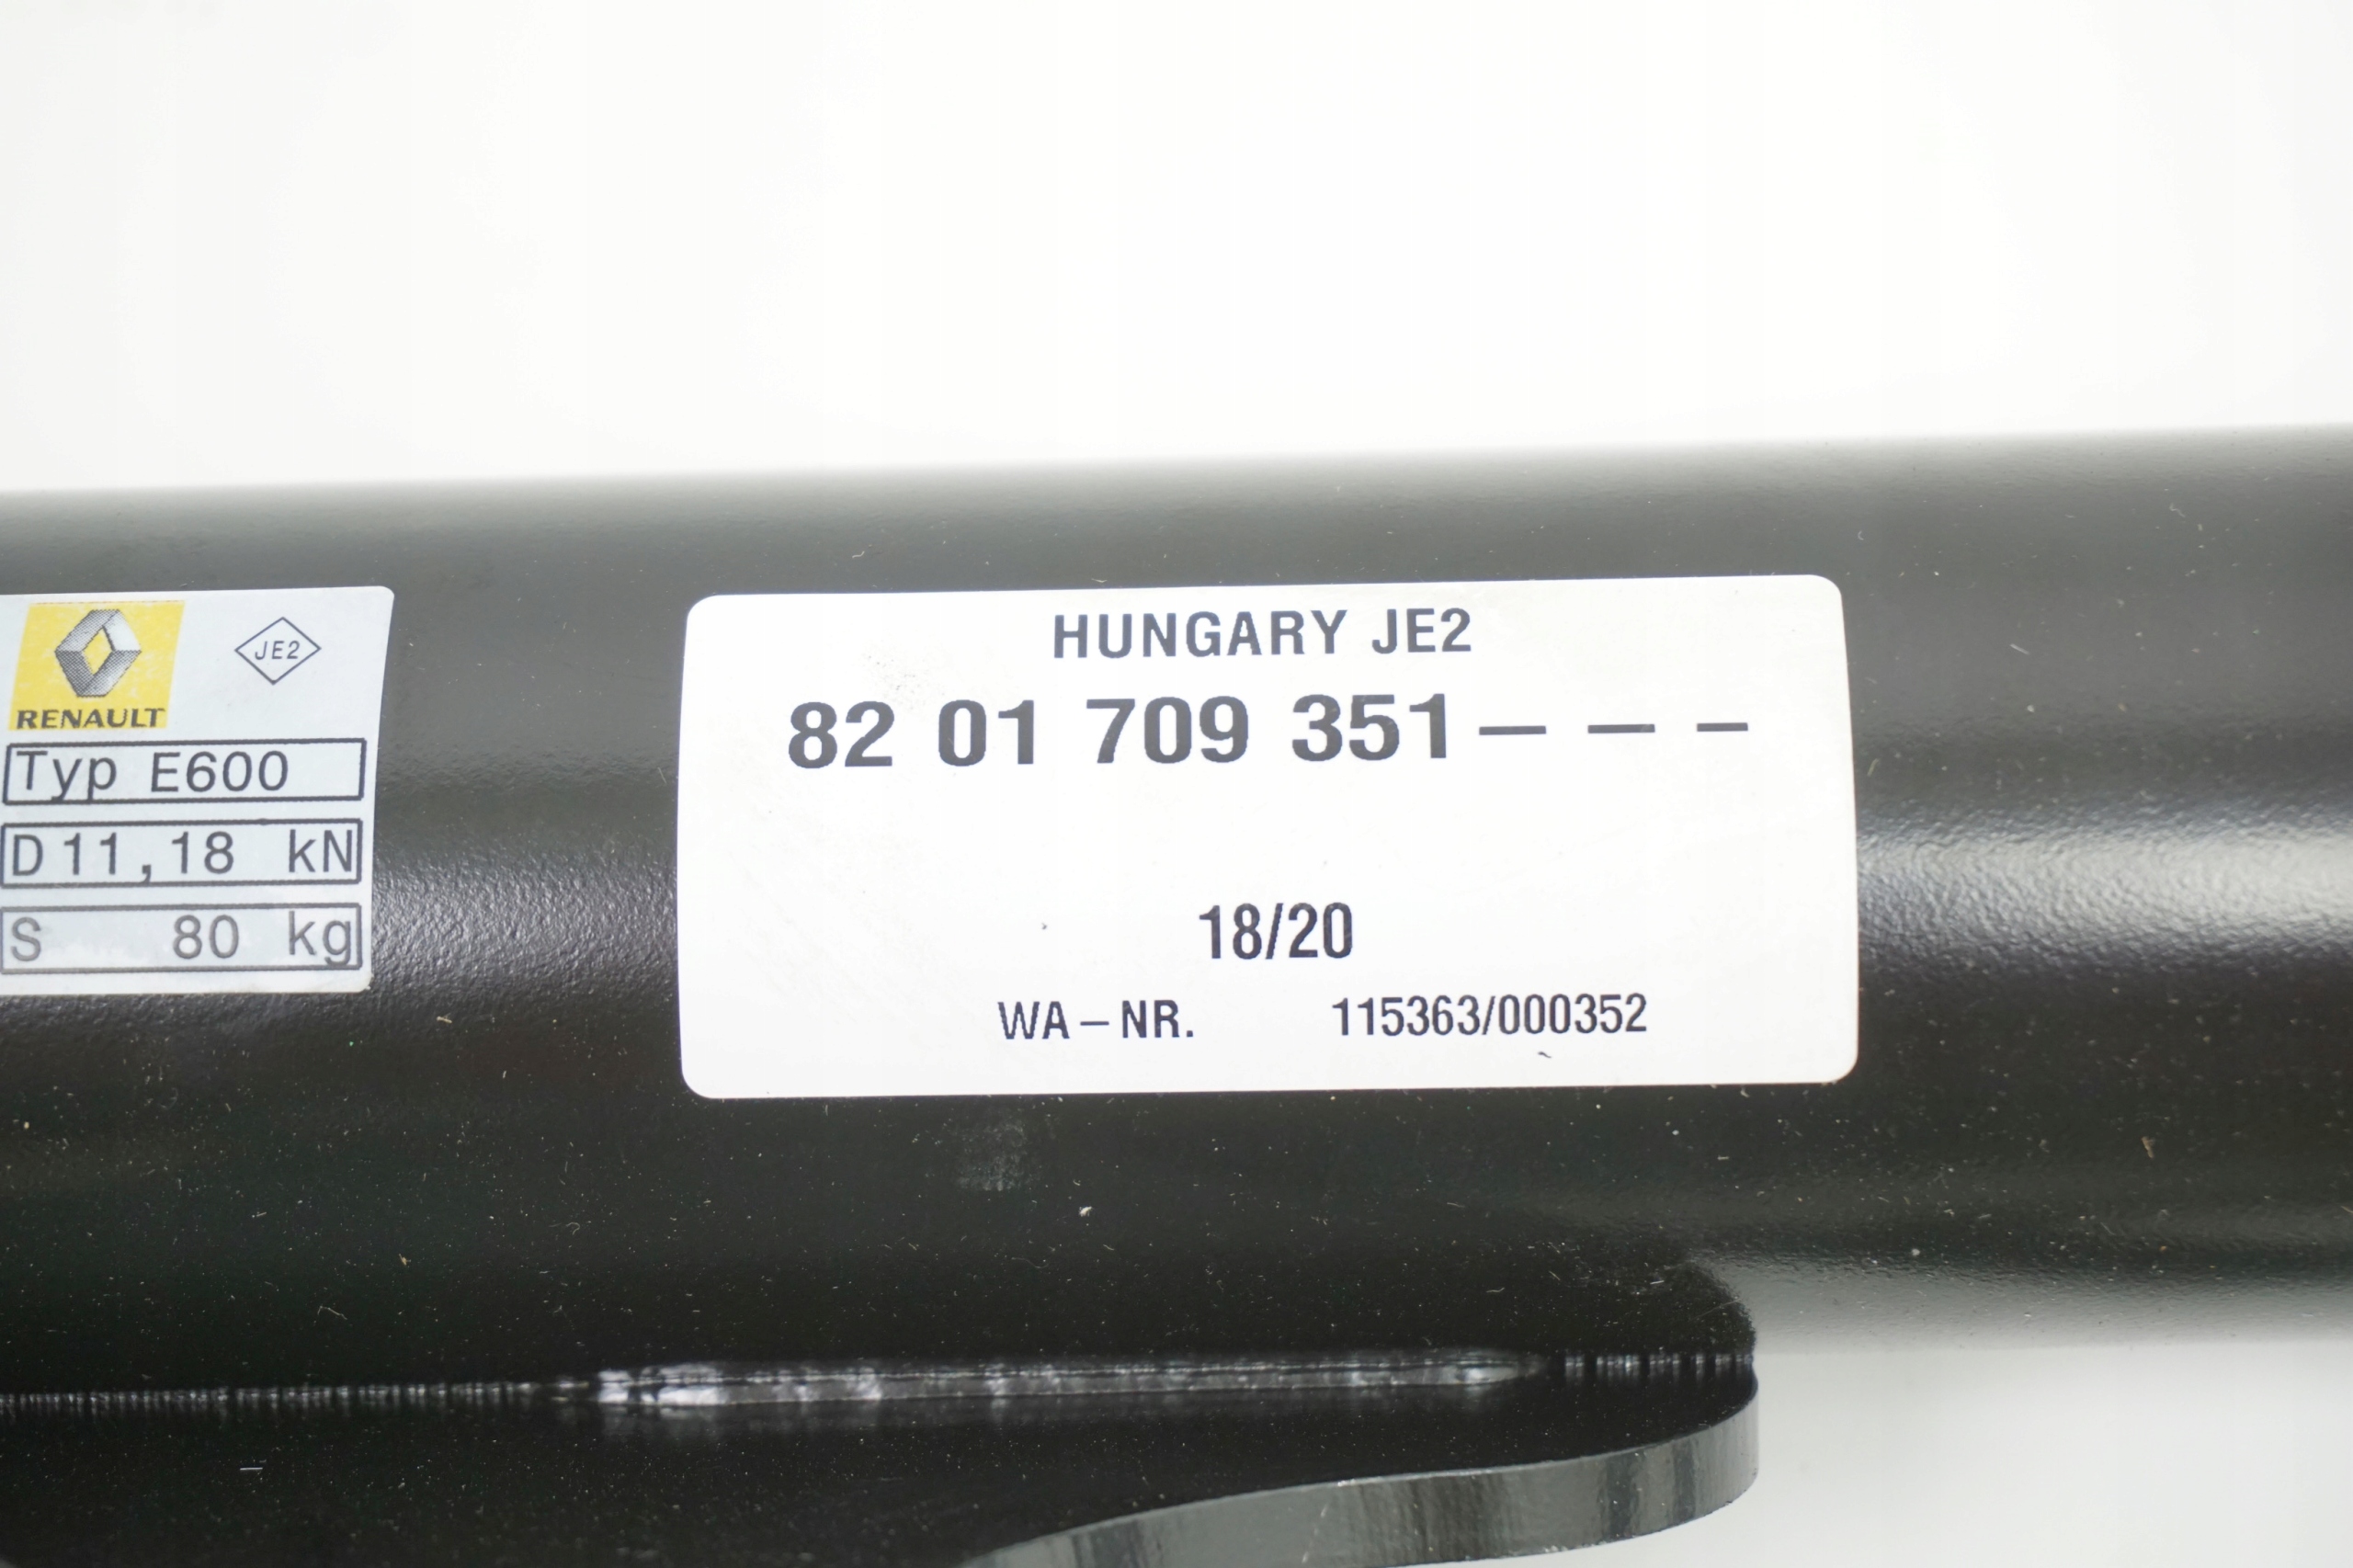 RENAULT
JE2
Typ E600
D 11,18 kN
S 80 kg
HUNGARY JE2
82 01 709 351– – –
18/20
WA–NR. 115363/000352